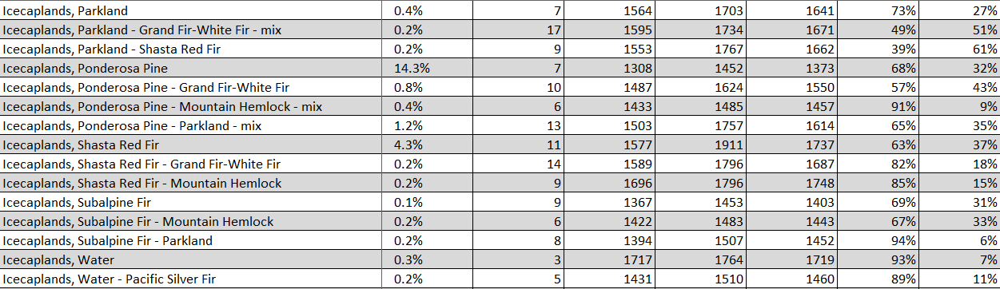 Icecaplands, Parkland 0.4% 7 1564 1703 1641 73% 27%
Icecaplands, Parkland - Grand Fir-White Fir - mix 0.2% 17 1595 1734 1671 49% 51%
Icecaplands, Parkland - Shasta Red Fir 0.2% 9 1553 1767 1662 39% 61%
Icecaplands, Ponderosa Pine 14.3% 7 1308 1452 1373 68% 32%
Icecaplands, Ponderosa Pine - Grand Fir-White Fir 0.8% 10 1487 1624 1550 57% 43%
Icecaplands, Ponderosa Pine - Mountain Hemlock - mix 0.4% 6 1433 1485 1457 91% 9%
Icecaplands, Ponderosa Pine - Parkland - mix 1.2% 13 1503 1757 1614 65% 35%
Icecaplands, Shasta Red Fir 4.3% 11 1577 1911 1737 63% 37%
Icecaplands, Shasta Red Fir - Grand Fir-White Fir 0.2% 14 1589 1796 1687 82% 18%
Icecaplands, Shasta Red Fir - Mountain Hemlock 0.2% 9 1696 1796 1748 85% 15%
Icecaplands, Subalpine Fir 0.1% 9 1367 1453 1403 69% 31%
Icecaplands, Subalpine Fir - Mountain Hemlock 0.2% 6 1422 1483 1443 67% 33%
Icecaplands, Subalpine Fir - Parkland 0.2% 8 1394 1507 1452 94% 6%
Icecaplands, Water 0.3% 3 1717 1764 1719 93% 7%
Icecaplands, Water - Pacific Silver Fir 0.2% 5 1431 1510 1460 89% 11%